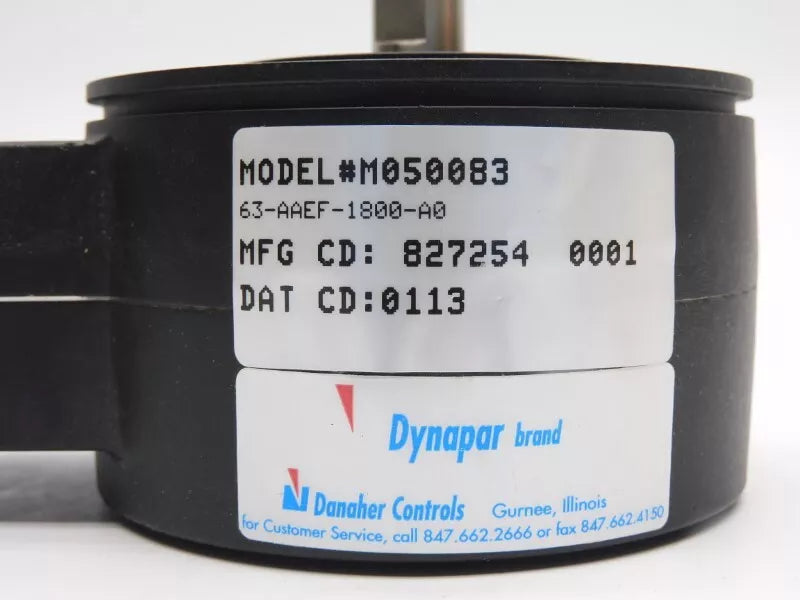 MODEL#M050083
63-AAEF-1800-A0
MFG CD: 827254 0001
DAT CD:0113
Dynapar brand
Danaher Controls Gurnee, Illinois
for Customer Service, call 847.662.2666 or fax 847.662.4150